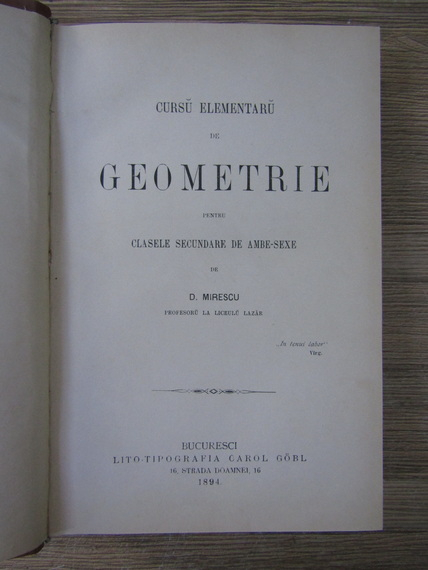 CURSŬ ELEMENTARŬ
DE
GEOMETRIE
PENTRU
CLASELE SECUNDARE DE AMBE-SEXE
DE
D. MIRESCU
PROFESORŬ LA LICEULŬ LAZĂR
„In tenui labor“
Virg.
BUCURESCI
LITO-TIPOGRAFIA CAROL GÖBL
16, STRADA DOAMNEI, 16
1894.